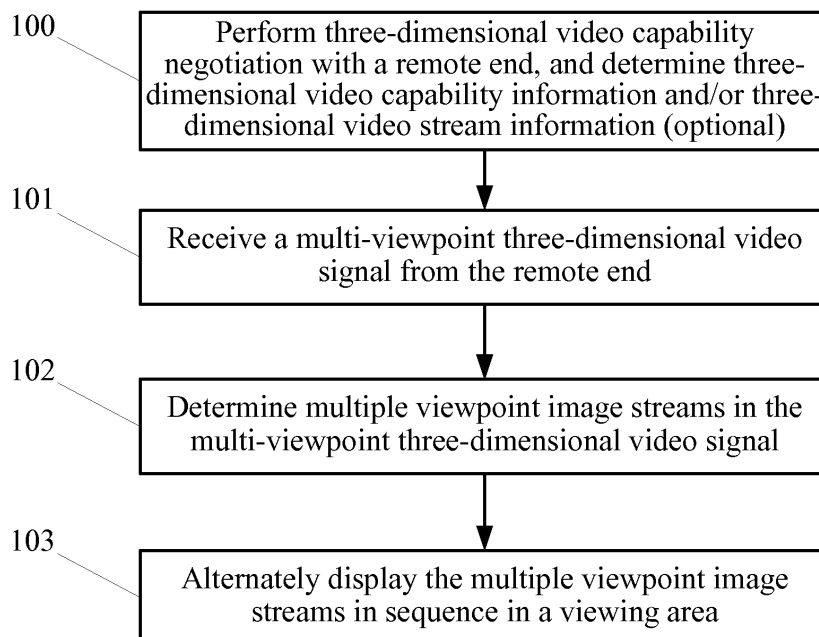 100
Perform three-dimensional video capability
negotiation with a remote end, and determine three-
dimensional video capability information and/or three-
dimensional video stream information (optional)
101
Receive a multi-viewpoint three-dimensional video
signal from the remote end
102
Determine multiple viewpoint image streams in the
multi-viewpoint three-dimensional video signal
103
Alternately display the multiple viewpoint image
streams in sequence in a viewing area